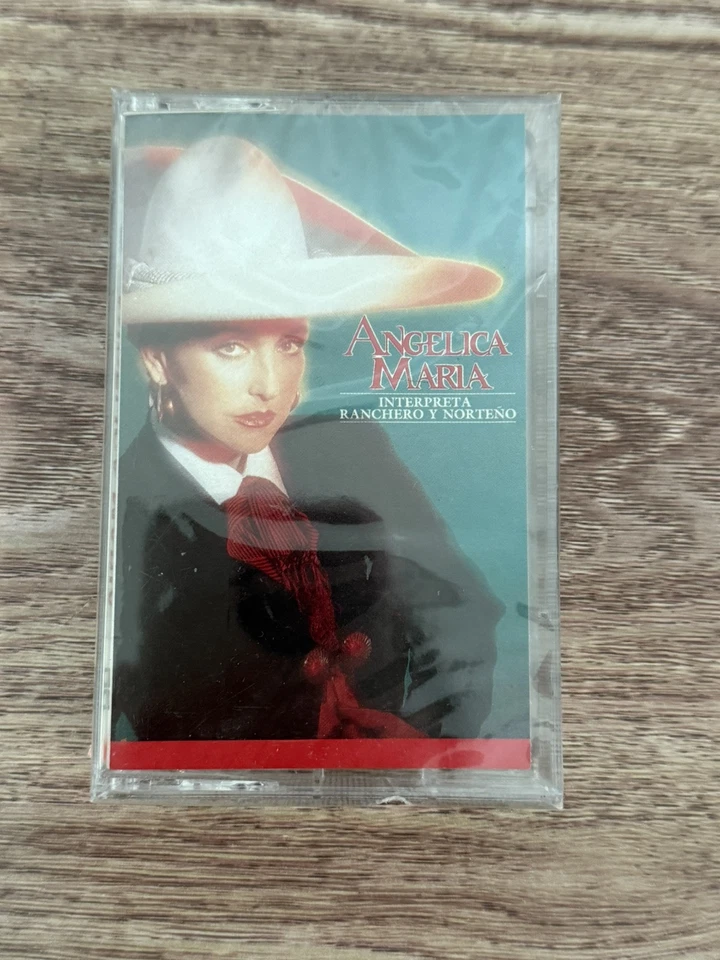 ANGELICA
MARIA
INTERPRETA
RANCHERO Y NORTEÑO